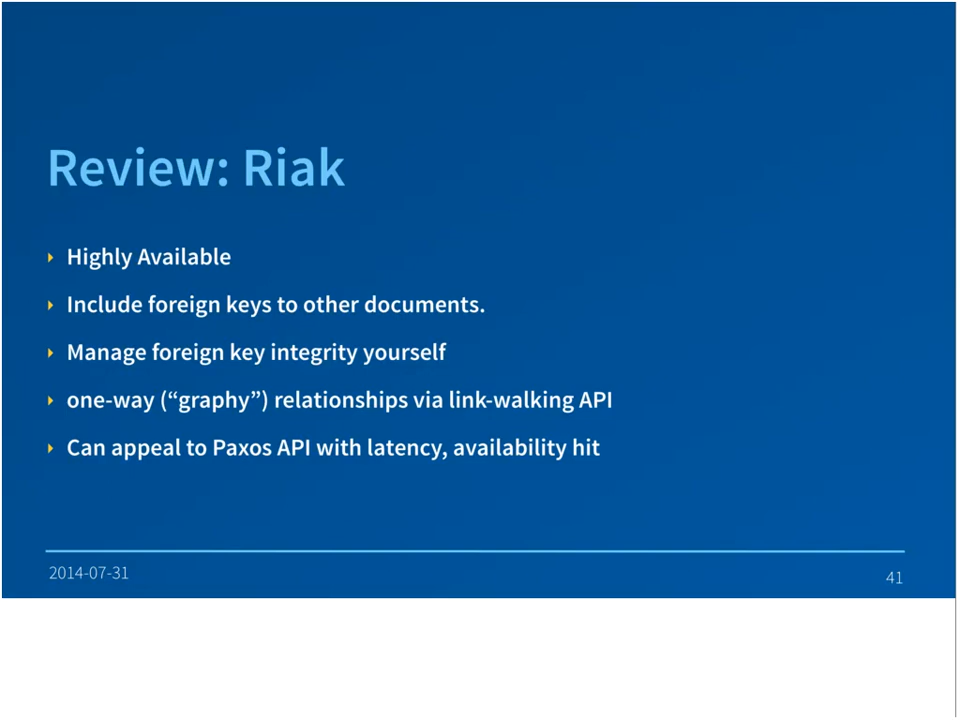 Review: Riak
Highly Available
Include foreign keys to other documents.
Manage foreign key integrity yourself
one-way (“graphy”) relationships via link-walking API
Can appeal to Paxos API with latency, availability hit
2014-07-31
41